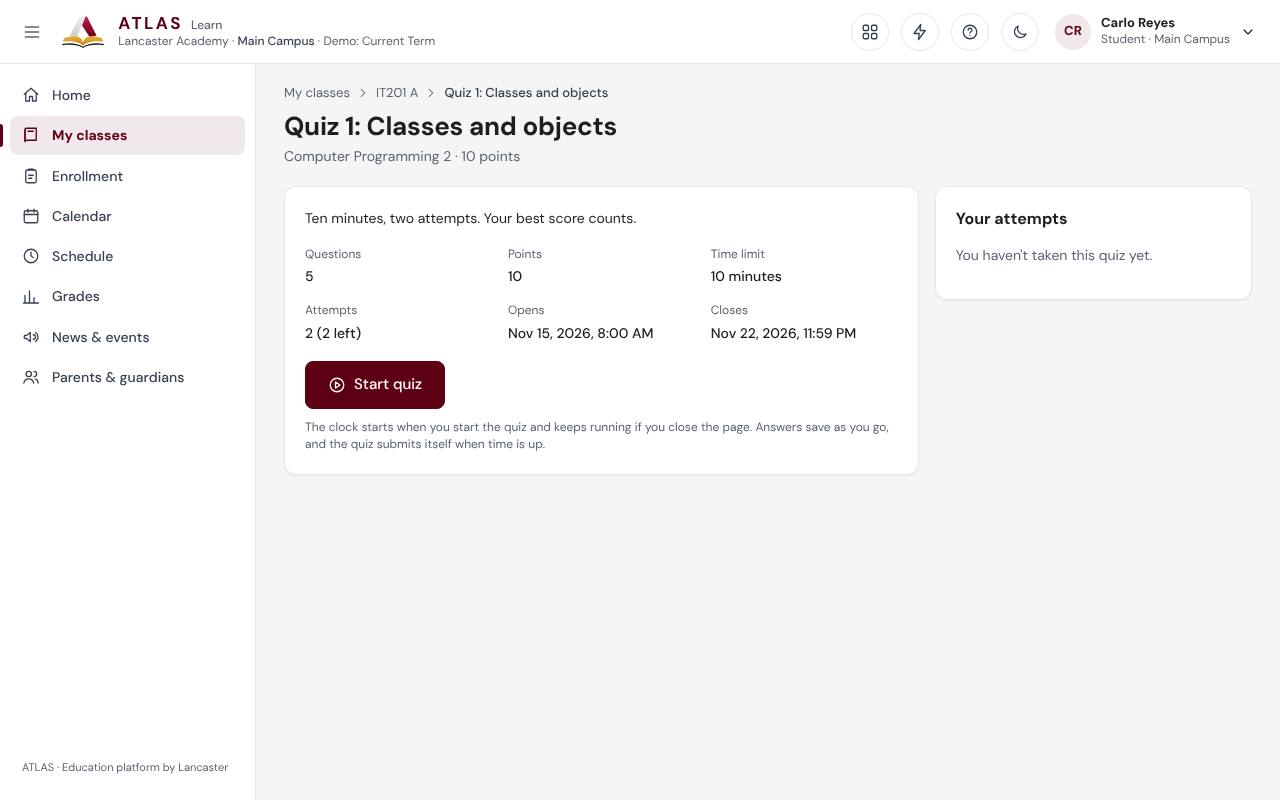 ATLAS Learn
Lancaster Academy · Main Campus · Demo: Current Term
CR
Carlo Reyes
Student · Main Campus
Home
My classes
Enrollment
Calendar
Schedule
Grades
News & events
Parents & guardians
ATLAS · Education platform by Lancaster
My classes > IT201 A > Quiz 1: Classes and objects
Quiz 1: Classes and objects
Computer Programming 2 · 10 points
Ten minutes, two attempts. Your best score counts.
Questions Points Time limit
5 10 10 minutes
Attempts Opens Closes
2 (2 left) Nov 15, 2026, 8:00 AM Nov 22, 2026, 11:59 PM
Start quiz
The clock starts when you start the quiz and keeps running if you close the page. Answers save as you go,
and the quiz submits itself when time is up.
Your attempts
You haven't taken this quiz yet.